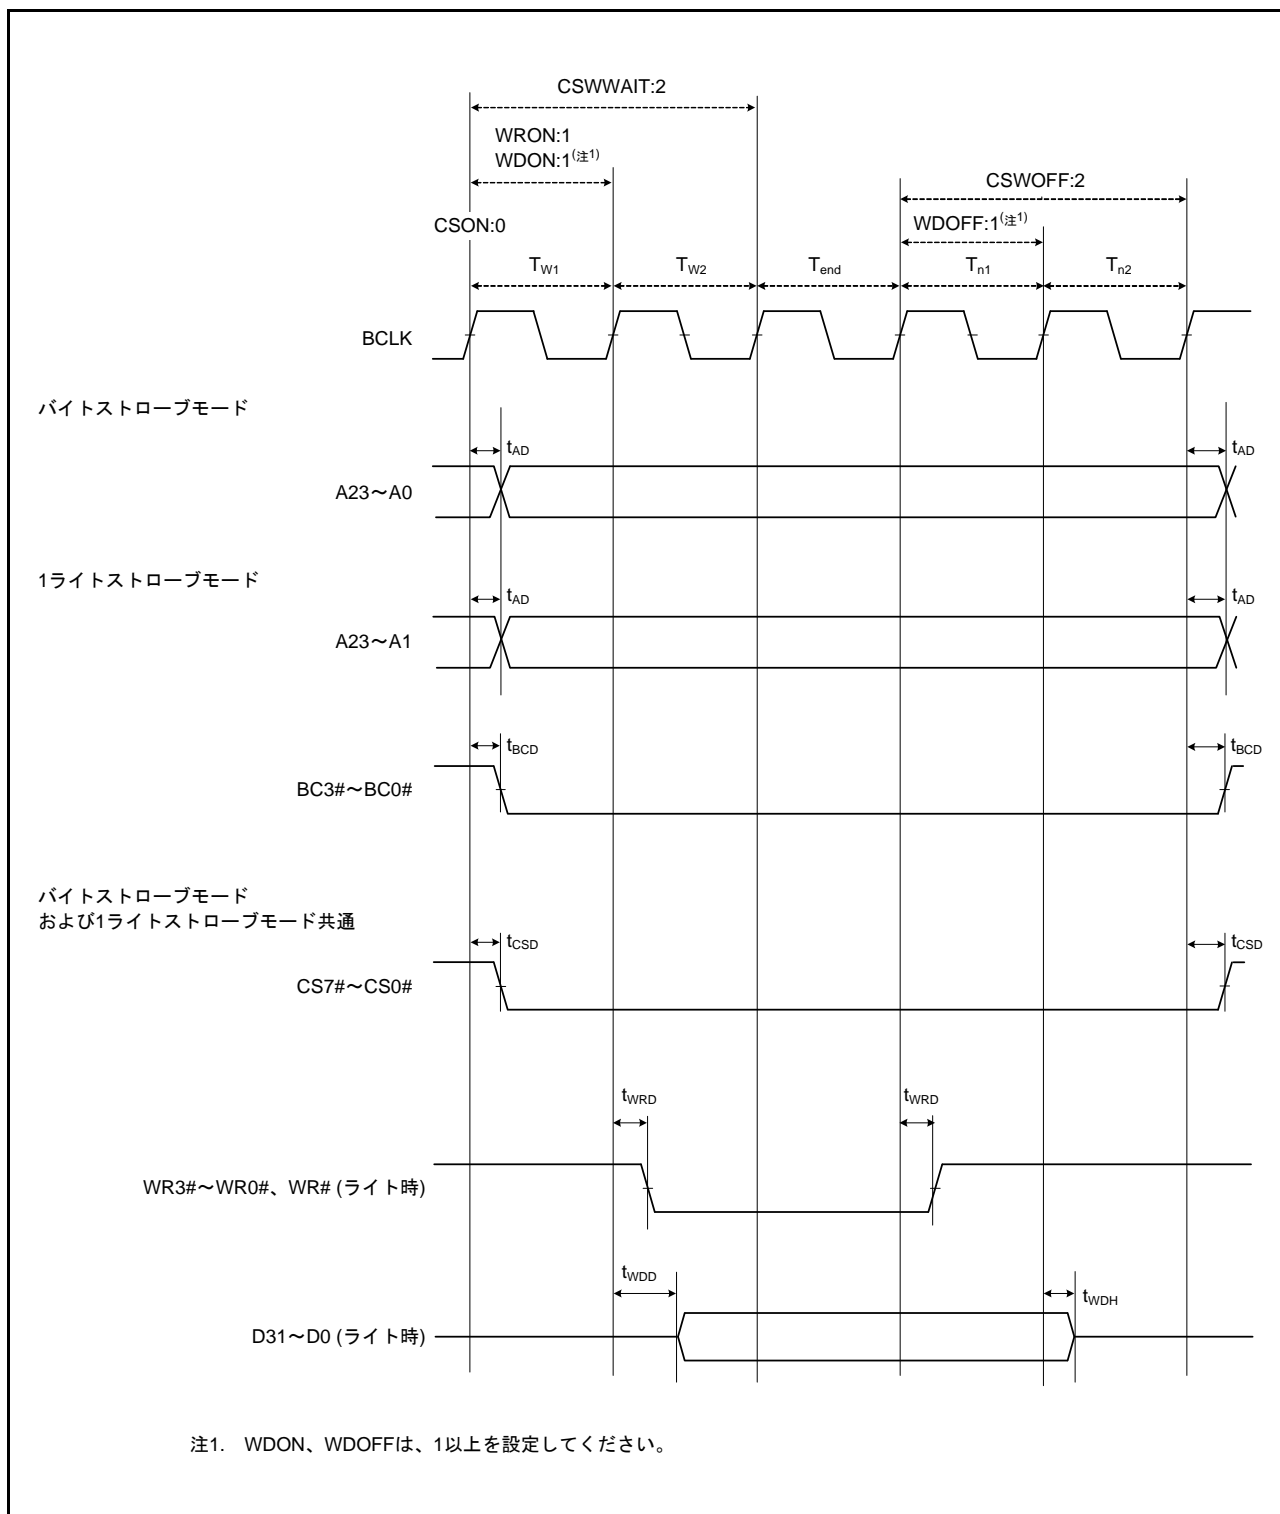 CSWWAIT:2
WRON:1
WDON:1(注1)
CSWOFF:2
WDOFF:1(注1)
CSON:0
TW1 TW2 Tend Tn1 Tn2
BCLK
バイトストローブモード
tAD tAD
A23～A0
1ライトストローブモード
tAD tAD
A23～A1
tBCD tBCD
BC3#～BC0#
バイトストローブモード
および1ライトストローブモード共通
tCSD tCSD
CS7#～CS0#
tWRD tWRD
WR3#～WR0#、WR# (ライト時)
tWDD tWDH
D31～D0 (ライト時)
注1. WDON、WDOFFは、1以上を設定してください。